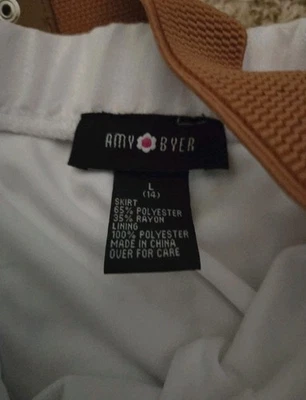 AMY BYER
L
(14)
SKIRT
65% POLYESTER
35% RAYON
LINING
100% POLYESTER
MADE IN CHINA
OVER FOR CARE